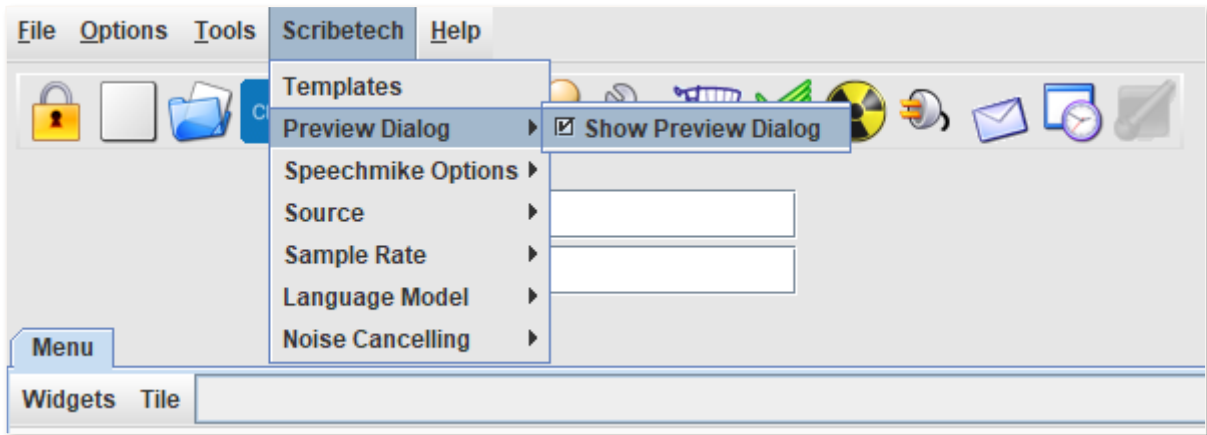 File Options Tools Scribetech Help
Templates
Preview Dialog
Show Preview Dialog
Speechmike Options
Source
Sample Rate
Language Model
Noise Cancelling
Menu
Widgets Tile